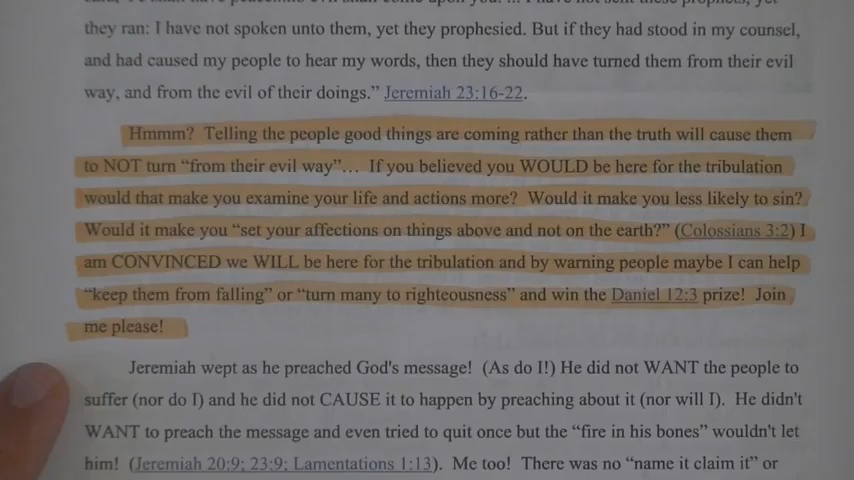 they ran: I have not spoken unto them, yet they prophesied. But if they had stood in my counsel,
and had caused my people to hear my words, then they should have turned them from their evil
way, and from the evil of their doings.” Jeremiah 23:16-22.
Hmmm? Telling the people good things are coming rather than the truth will cause them
to NOT turn “from their evil way”… If you believed you WOULD be here for the tribulation
would that make you examine your life and actions more? Would it make you less likely to sin?
Would it make you “set your affections on things above and not on the earth?” (Colossians 3:2) I
am CONVINCED we WILL be here for the tribulation and by warning people maybe I can help
“keep them from falling” or “turn many to righteousness” and win the Daniel 12:3 prize! Join
me please!
Jeremiah wept as he preached God's message! (As do I!) He did not WANT the people to
suffer (nor do I) and he did not CAUSE it to happen by preaching about it (nor will I). He didn't
WANT to preach the message and even tried to quit once but the “fire in his bones” wouldn't let
him! (Jeremiah 20:9; 23:9; Lamentations 1:13). Me too! There was no “name it claim it” or